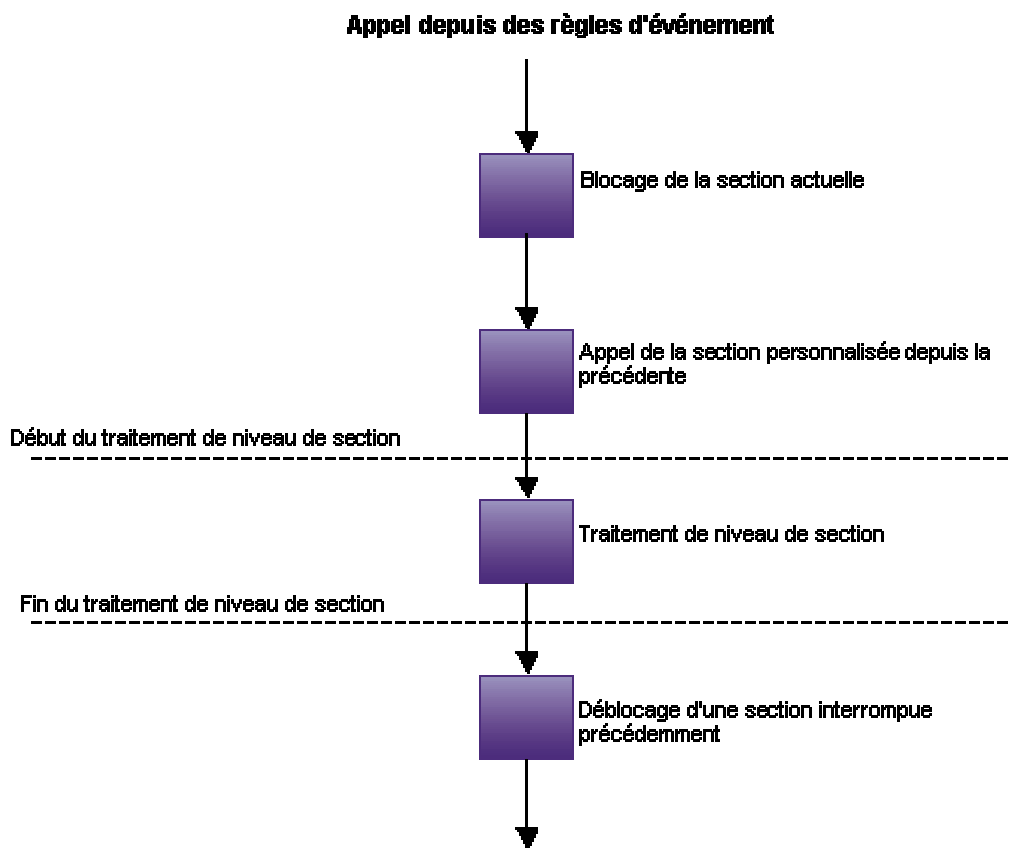 Appel depuis des règles d'événement
Blocage de la section actuelle
Appel de la section personnalisée depuis la
précédente
Début du traitement de niveau de section
Traitement de niveau de section
Fin du traitement de niveau de section
Déblocage d'une section interrompue
précédemment